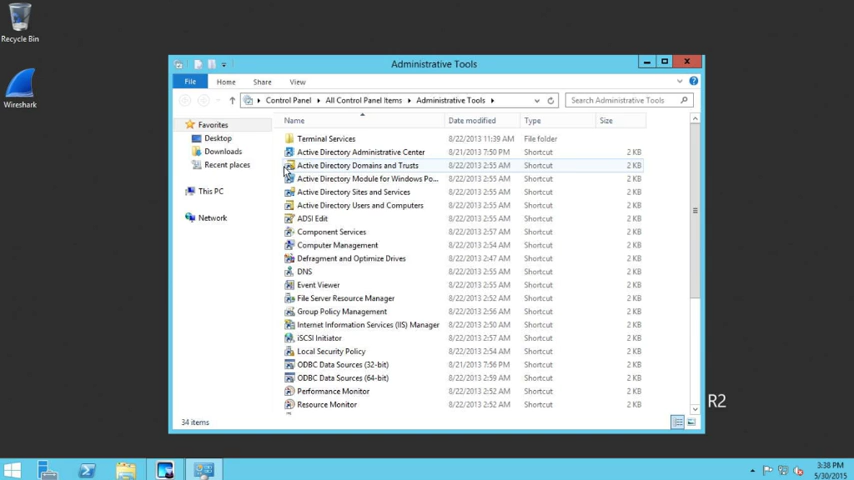 Recycle Bin
Wireshark
Administrative Tools
File Home Share View
Control Panel All Control Panel Items Administrative Tools
Search Administrative Tools
Favorites
Desktop
Downloads
Recent places
This PC
Network
Name Date modified Type Size
Terminal Services 8/22/2013 11:39 AM File folder
Active Directory Administrative Center 8/21/2013 7:50 PM Shortcut 2 KB
Active Directory Domains and Trusts 8/22/2013 2:55 AM Shortcut 2 KB
Active Directory Module for Windows Po... 8/22/2013 2:55 AM Shortcut 2 KB
Active Directory Sites and Services 8/22/2013 2:55 AM Shortcut 2 KB
Active Directory Users and Computers 8/22/2013 2:55 AM Shortcut 2 KB
ADSI Edit 8/22/2013 2:55 AM Shortcut 2 KB
Component Services 8/22/2013 2:57 AM Shortcut 2 KB
Computer Management 8/22/2013 2:54 AM Shortcut 2 KB
Defragment and Optimize Drives 8/22/2013 2:47 AM Shortcut 2 KB
DNS 8/22/2013 2:55 AM Shortcut 2 KB
Event Viewer 8/22/2013 2:55 AM Shortcut 2 KB
File Server Resource Manager 8/22/2013 2:52 AM Shortcut 2 KB
Group Policy Management 8/22/2013 2:55 AM Shortcut 2 KB
Internet Information Services (IIS) Manager 8/22/2013 2:55 AM Shortcut 2 KB
iSCSI Initiator 8/22/2013 2:57 AM Shortcut 2 KB
Local Security Policy 8/22/2013 2:54 AM Shortcut 2 KB
ODBC Data Sources (32-bit) 8/21/2013 7:56 PM Shortcut 2 KB
ODBC Data Sources (64-bit) 8/22/2013 2:59 AM Shortcut 2 KB
Performance Monitor 8/22/2013 2:52 AM Shortcut 2 KB
Resource Monitor 8/22/2013 2:52 AM Shortcut 2 KB
34 items
R2
3:38 PM
5/30/2015